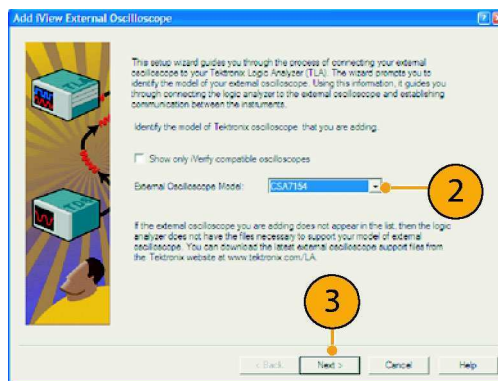 Add iView External Oscilloscope
This setup wizard guides you through the process of connecting your external
oscilloscope to your Tektronix Logic Analyzer (TLA). The wizard prompts you to
identify the model of your external oscilloscope. Using this information, it guides you
through connecting the logic analyzer to the external oscilloscope and establishing
communication between the instruments.
Identify the model of Tektronix oscilloscope that you are adding.
Show only iVerify compatible oscilloscopes
External Oscilloscope Model: CSA7154
2
If the external oscilloscope you are adding does not appear in the list, then the logic
analyzer does not have the files necessary to support your model of external
oscilloscope. You can download the latest external oscilloscope support files from
the Tektronix website at www.tektronix.com/LA.
TLA
TDS
3
< Back Next > Cancel Help